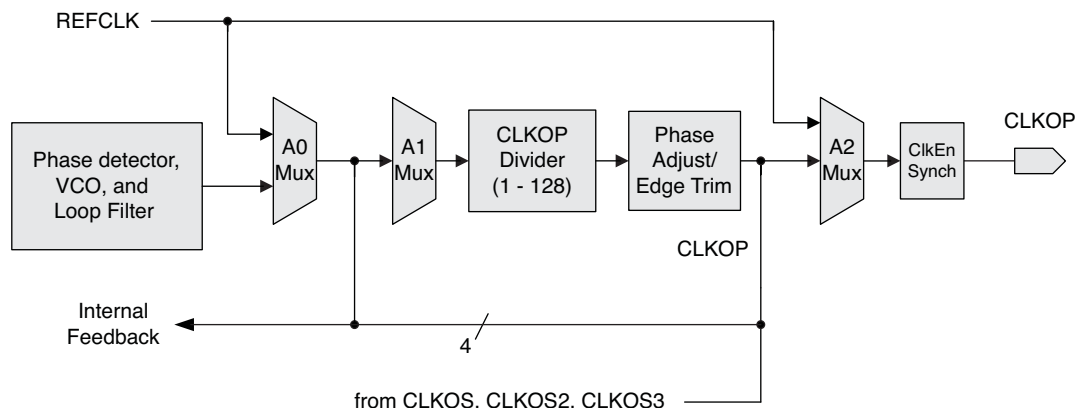 REFCLK
Phase detector,
VCO, and
Loop Filter
A0
Mux
A1
Mux
CLKOP
Divider
(1 - 128)
Phase
Adjust/
Edge Trim
A2
Mux
ClkEn
Synch
CLKOP
CLKOP
Internal
Feedback
4
from CLKOS, CLKOS2, CLKOS3